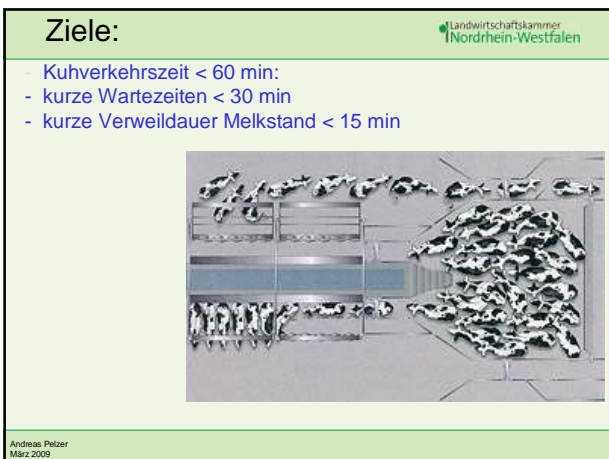 Ziele:
Landwirtschaftskammer
Nordrhein-Westfalen
- Kuhverkehrszeit < 60 min:
- kurze Wartezeiten < 30 min
- kurze Verweildauer Melkstand < 15 min
Andreas Pelzer
März 2009